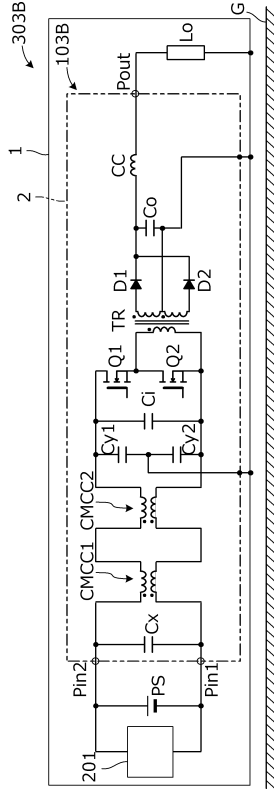 303B
103B
1
2
G
Pout
Lo
CC
Co
D1
D2
TR
Q1
Q2
Ci
Cy1
Cy2
CMCC2
CMCC1
Cx
Pin2
Pin1
PS
201